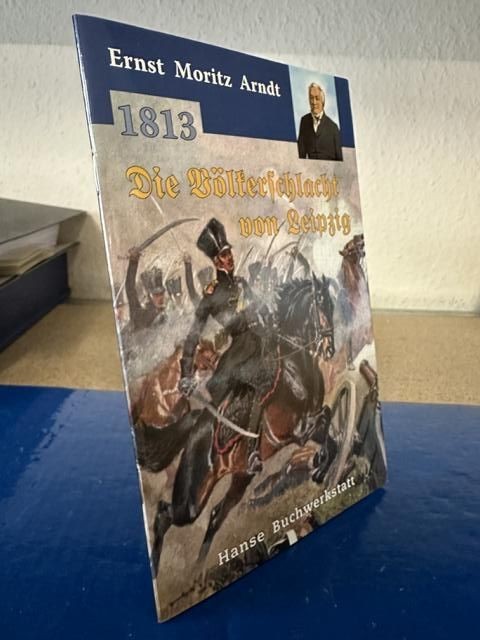 Ernst Moritz Arndt
1813
Die Völkerschlacht
von Leipzig
Hanse Buchwerkstatt